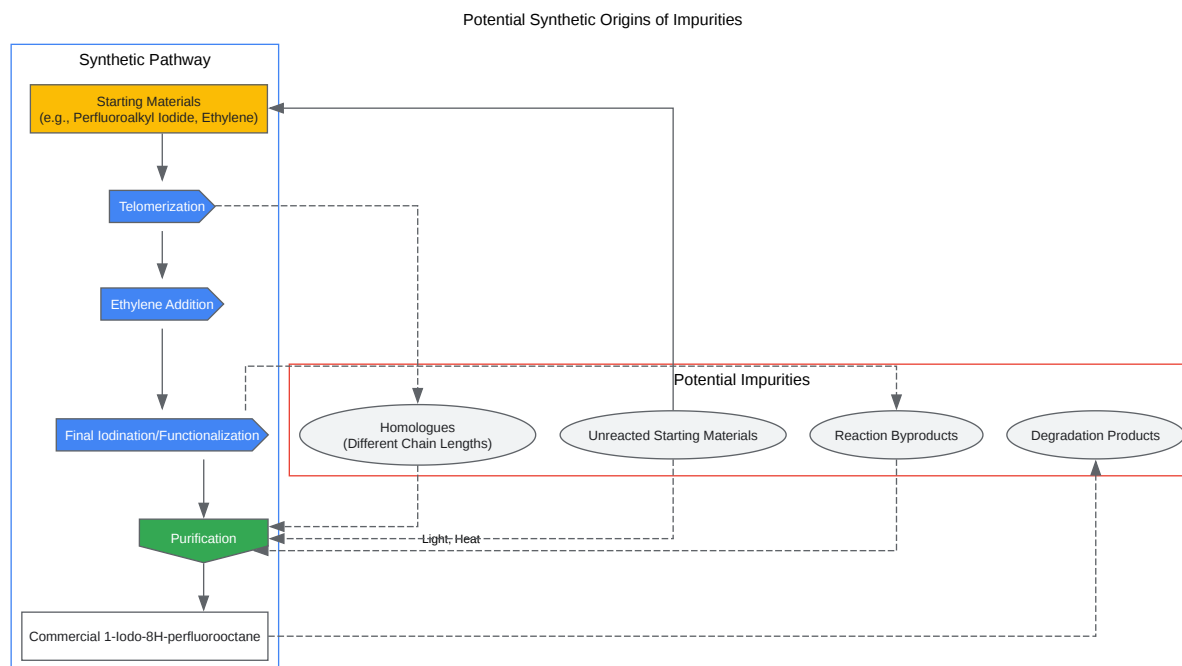 Potential Synthetic Origins of Impurities
Synthetic Pathway
Starting Materials
(e.g., Perfluoroalkyl Iodide, Ethylene)
Telomerization
Ethylene Addition
Potential Impurities
Final Iodination/Functionalization
Homologues
(Different Chain Lengths)
Unreacted Starting Materials
Reaction Byproducts
Degradation Products
Purification
Light, Heat
Commercial 1-Iodo-8H-perfluorooctane